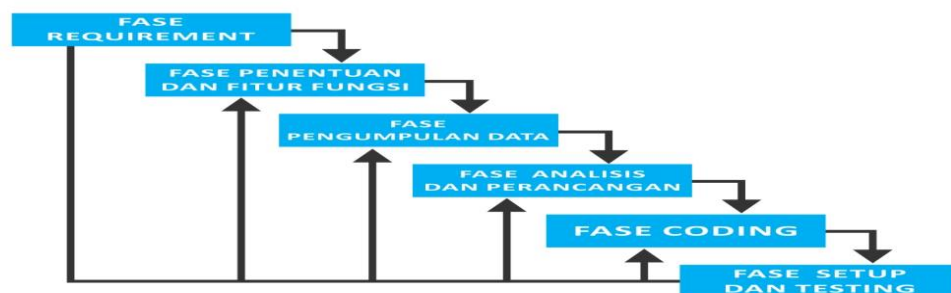 FASE
REQUIREMENT
FASE PENENTUAN
DAN FITUR FUNGSI
FASE
PENGUMPULAN DATA
FASE ANALISIS
DAN PERANCANGAN
FASE CODING
FASE SETUP
DAN TESTING